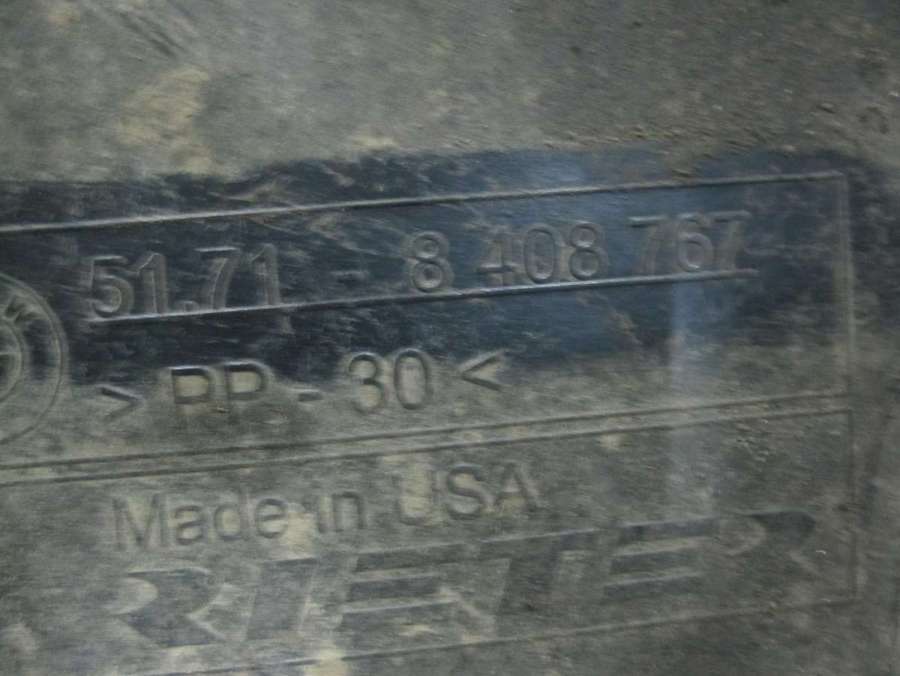 51.71 - 8 408 767
> PP - 30 <
Made in USA
RIETER